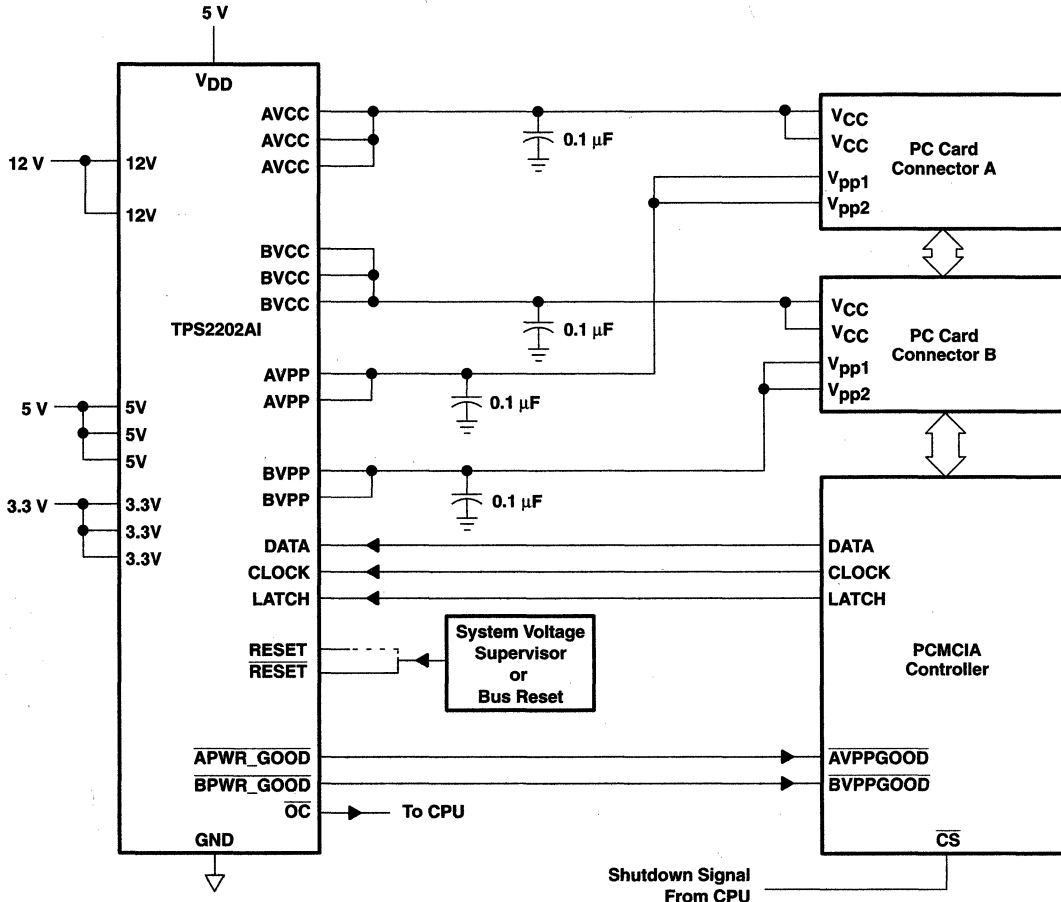 5 V
VDD
AVCC
AVCC
AVCC
0.1 µF
12 V
12V
12V
VCC
VCC
Vpp1
Vpp2
PC Card
Connector A
BVCC
BVCC
BVCC
0.1 µF
TPS2202AI
VCC
VCC
Vpp1
Vpp2
PC Card
Connector B
AVPP
AVPP
0.1 µF
5 V
5V
5V
5V
BVPP
BVPP
0.1 µF
3.3 V
3.3V
3.3V
3.3V
DATA
CLOCK
LATCH
DATA
CLOCK
LATCH
RESET
RESET
System Voltage
Supervisor
or
Bus Reset
PCMCIA
Controller
APWR_GOOD
BPWR_GOOD
OC
To CPU
AVPPGOOD
BVPPGOOD
GND
CS
Shutdown Signal
From CPU